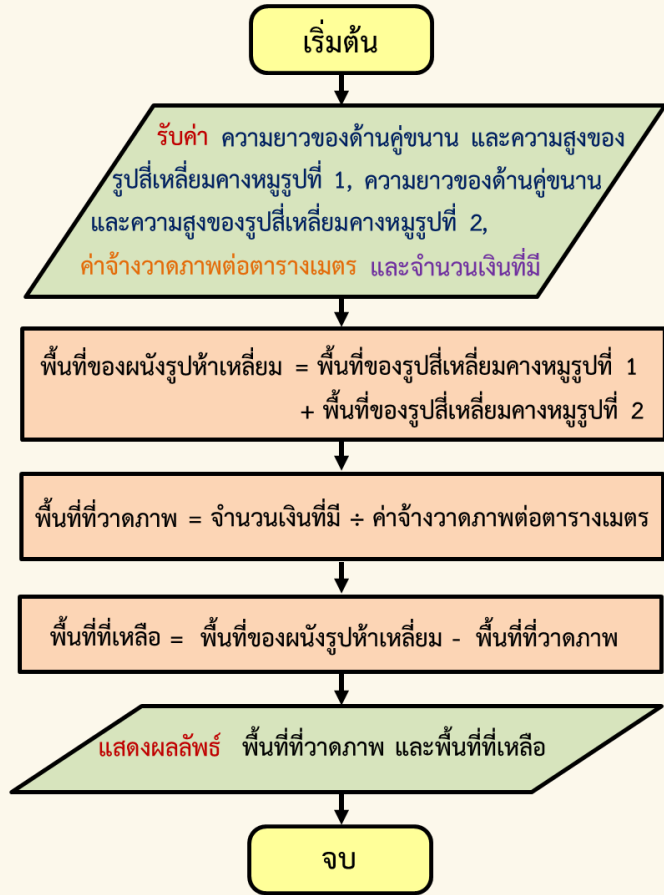 เริ่มต้น
รับค่า ความยาวของด้านคู่ขนาน และความสูงของ
รูปสี่เหลี่ยมคางหมูรูปที่ 1, ความยาวของด้านคู่ขนาน
และความสูงของรูปสี่เหลี่ยมคางหมูรูปที่ 2,
ค่าจ้างวาดภาพต่อตารางเมตร และจำนวนเงินที่มี
พื้นที่ของผนังรูปห้าเหลี่ยม = พื้นที่ของรูปสี่เหลี่ยมคางหมูรูปที่ 1
+ พื้นที่ของรูปสี่เหลี่ยมคางหมูรูปที่ 2
พื้นที่ที่วาดภาพ = จำนวนเงินที่มี ÷ ค่าจ้างวาดภาพต่อตารางเมตร
พื้นที่ที่เหลือ = พื้นที่ของผนังรูปห้าเหลี่ยม - พื้นที่ที่วาดภาพ
แสดงผลลัพธ์ พื้นที่ที่วาดภาพ และพื้นที่ที่เหลือ
จบ